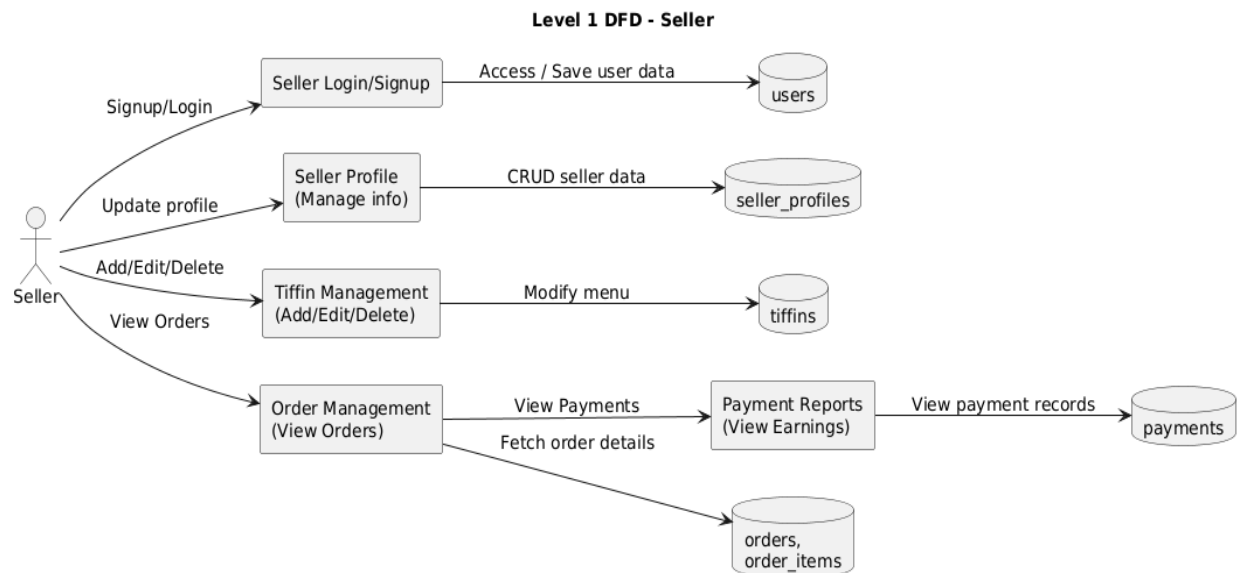 Level 1 DFD - Seller
Signup/Login
Seller Login/Signup
Access / Save user data
users
Update profile
Seller Profile
(Manage info)
CRUD seller data
seller_profiles
Seller
Add/Edit/Delete
Tiffin Management
(Add/Edit/Delete)
Modify menu
tiffins
View Orders
Order Management
(View Orders)
View Payments
Payment Reports
(View Earnings)
View payment records
payments
Fetch order details
orders,
order_items